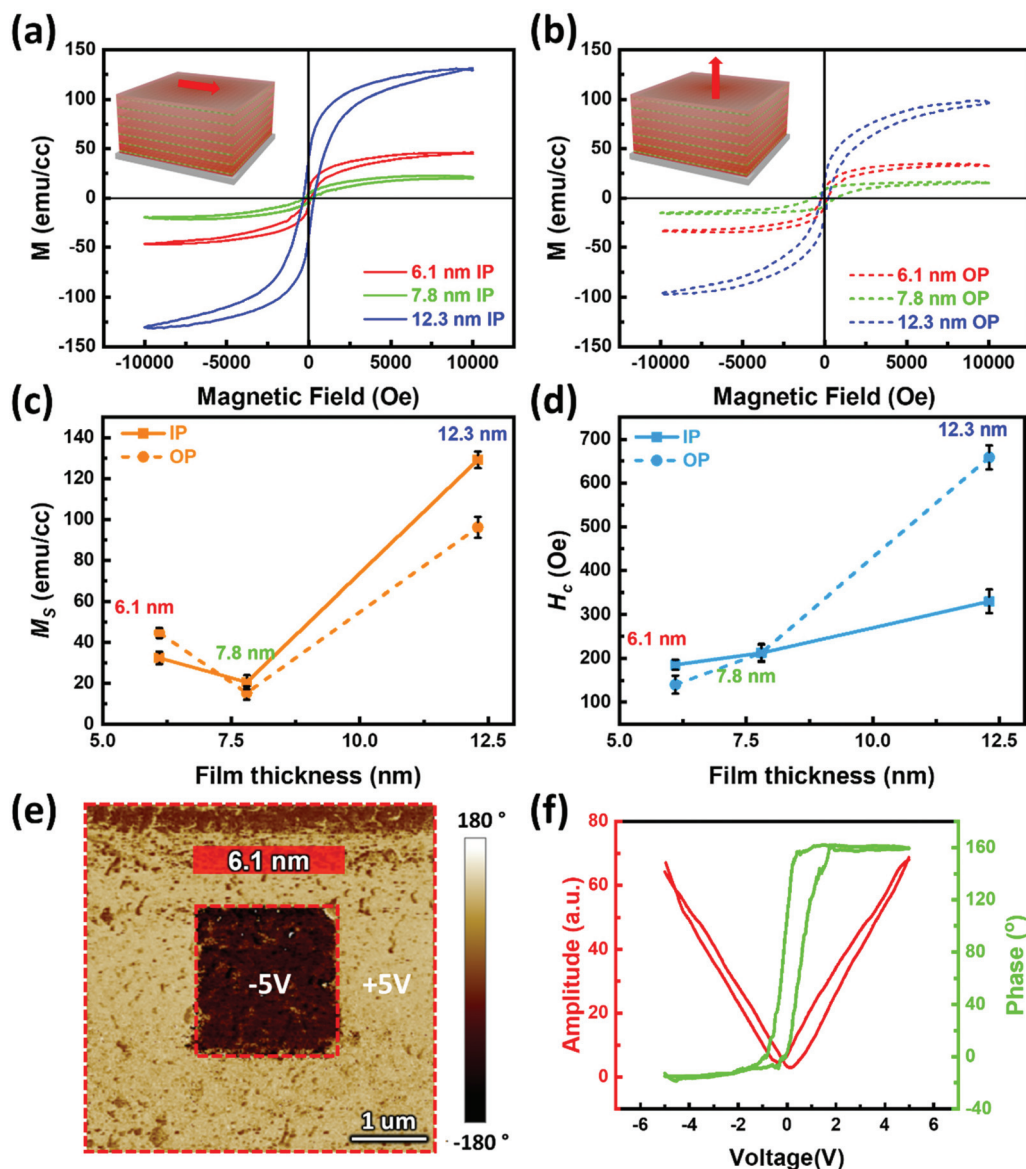 (a)
150
100
50
0
-50
-100
-150
M (emu/cc)
6.1 nm IP
7.8 nm IP
12.3 nm IP
-10000 -5000 0 5000 10000
Magnetic Field (Oe)
(b)
150
100
50
0
-50
-100
-150
M (emu/cc)
6.1 nm OP
7.8 nm OP
12.3 nm OP
-10000 -5000 0 5000 10000
Magnetic Field (Oe)
(c)
140
120
100
80
60
40
20
0
M_S (emu/cc)
IP
OP
12.3 nm
6.1 nm
7.8 nm
5.0 7.5 10.0 12.5
Film thickness (nm)
(d)
700
600
500
400
300
200
100
H_c (Oe)
IP
OP
12.3 nm
6.1 nm
7.8 nm
5.0 7.5 10.0 12.5
Film thickness (nm)
(e)
6.1 nm
-5V
+5V
1 um
180 °
-180 °
(f)
80
60
40
20
0
Amplitude (a.u.)
160
120
80
40
0
-40
Phase (°)
-6 -4 -2 0 2 4 6
Voltage(V)